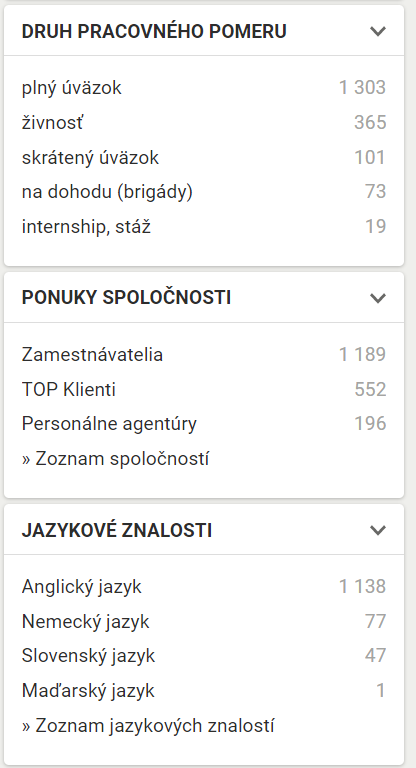 DRUH PRACOVNÉHO POMERU
plný úväzok 1 303
živnosť 365
skrátený úväzok 101
na dohodu (brigády) 73
internship, stáž 19
PONUKY SPOLOČNOSTI
Zamestnávatelia 1 189
TOP Klienti 552
Personálne agentúry 196
» Zoznam spoločností
JAZYKOVÉ ZNALOSTI
Anglický jazyk 1 138
Nemecký jazyk 77
Slovenský jazyk 47
Maďarský jazyk 1
» Zoznam jazykových znalostí